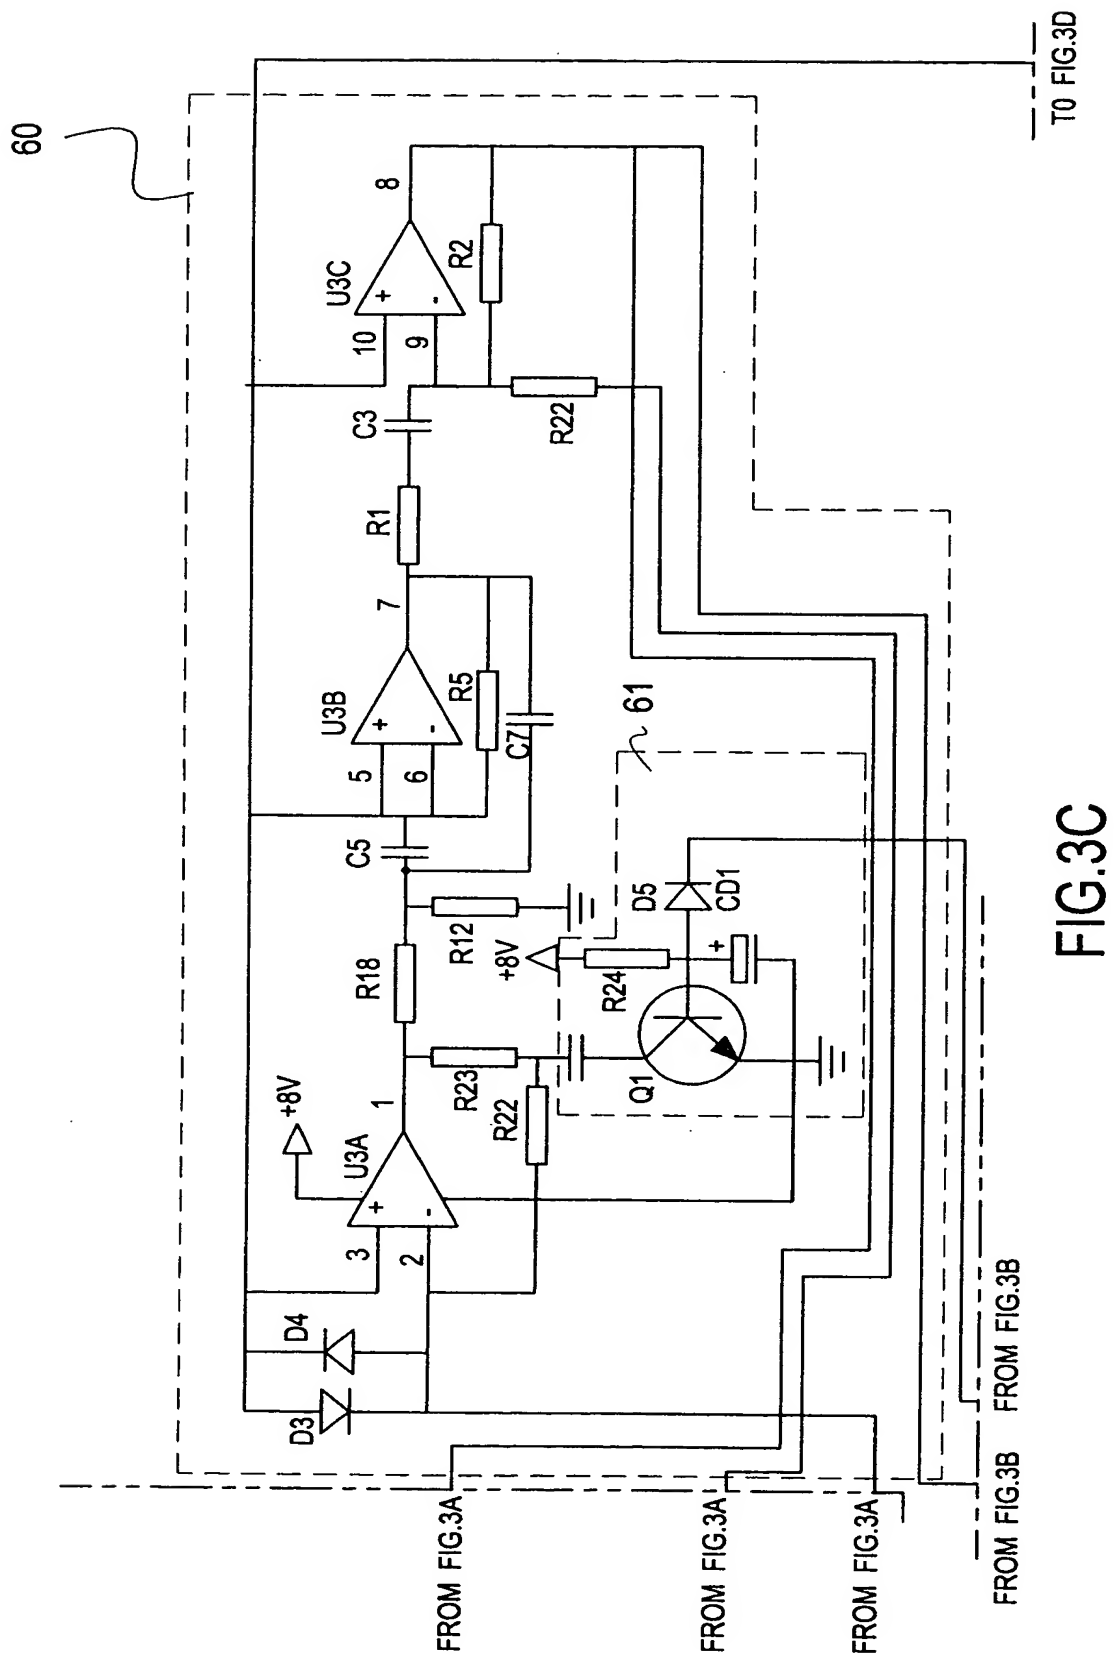 60
TO FIG.3D
+8V
U3A
3
2
1
D4
D3
R18
R12
R23
R22
C5
U3B
5
6
7
R5
C7
R1
C3
U3C
10
9
8
R2
R22
61
+8V
R24
+
D5
CD1
Q1
+
-
+
-
+
-
FROM FIG.3A
FROM FIG.3A
FROM FIG.3A
FROM FIG.3B
FROM FIG.3B
FIG.3C